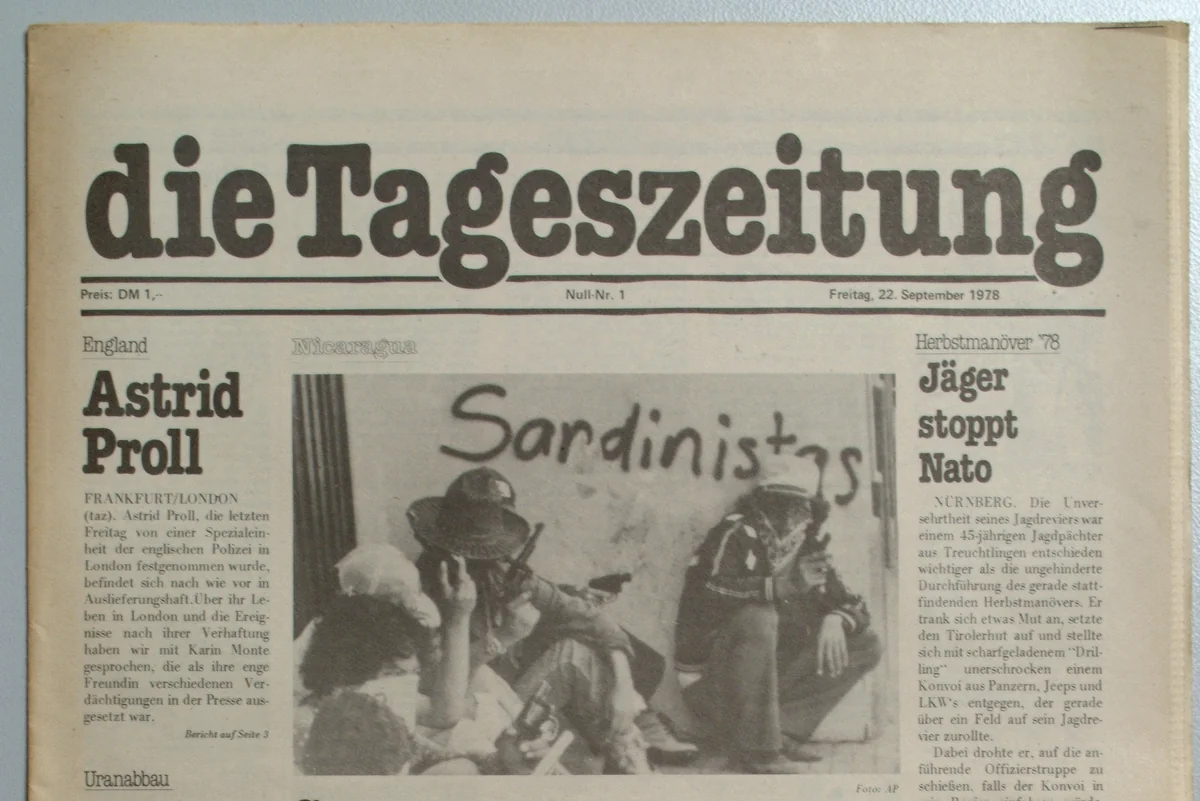 die Tageszeitung
Preis: DM 1,--
Null-Nr. 1
Freitag, 22. September 1978
England
Astrid
Proll
FRANKFURT/LONDON
(taz). Astrid Proll, die letzten
Freitag von einer Spezialein-
heit der englischen Polizei in
London festgenommen wurde,
befindet sich nach wie vor in
Auslieferungshaft. Über ihr Le-
ben in London und die Ereig-
nisse nach ihrer Verhaftung
haben wir mit Karin Monte
gesprochen, die als ihre enge
Freundin verschiedenen Ver-
dächtigungen in der Presse aus-
gesetzt war.
Bericht auf Seite 3
Uranabbau
Nicaragua
Sardinistas
Foto: AP
Herbstmanöver '78
Jäger
stoppt
Nato
NÜRNBERG. Die Unver-
sehrtheit seines Jagdreviers war
einem 45-jährigen Jagdpächter
aus Treuchtlingen entschieden
wichtiger als die ungehinderte
Durchführung des gerade statt-
findenden Herbstmanövers. Er
trank sich etwas Mut an, setzte
den Tirolerhut auf und stellte
sich mit scharfgeladenem "Dril-
ling" unerschrocken einem
Konvoi aus Panzern, Jeeps und
LKW's entgegen, der gerade
über ein Feld auf sein Jagdre-
vier zurollte.
Dabei drohte er, auf die an-
führende Offizierstruppe zu
schießen, falls der Konvoi in